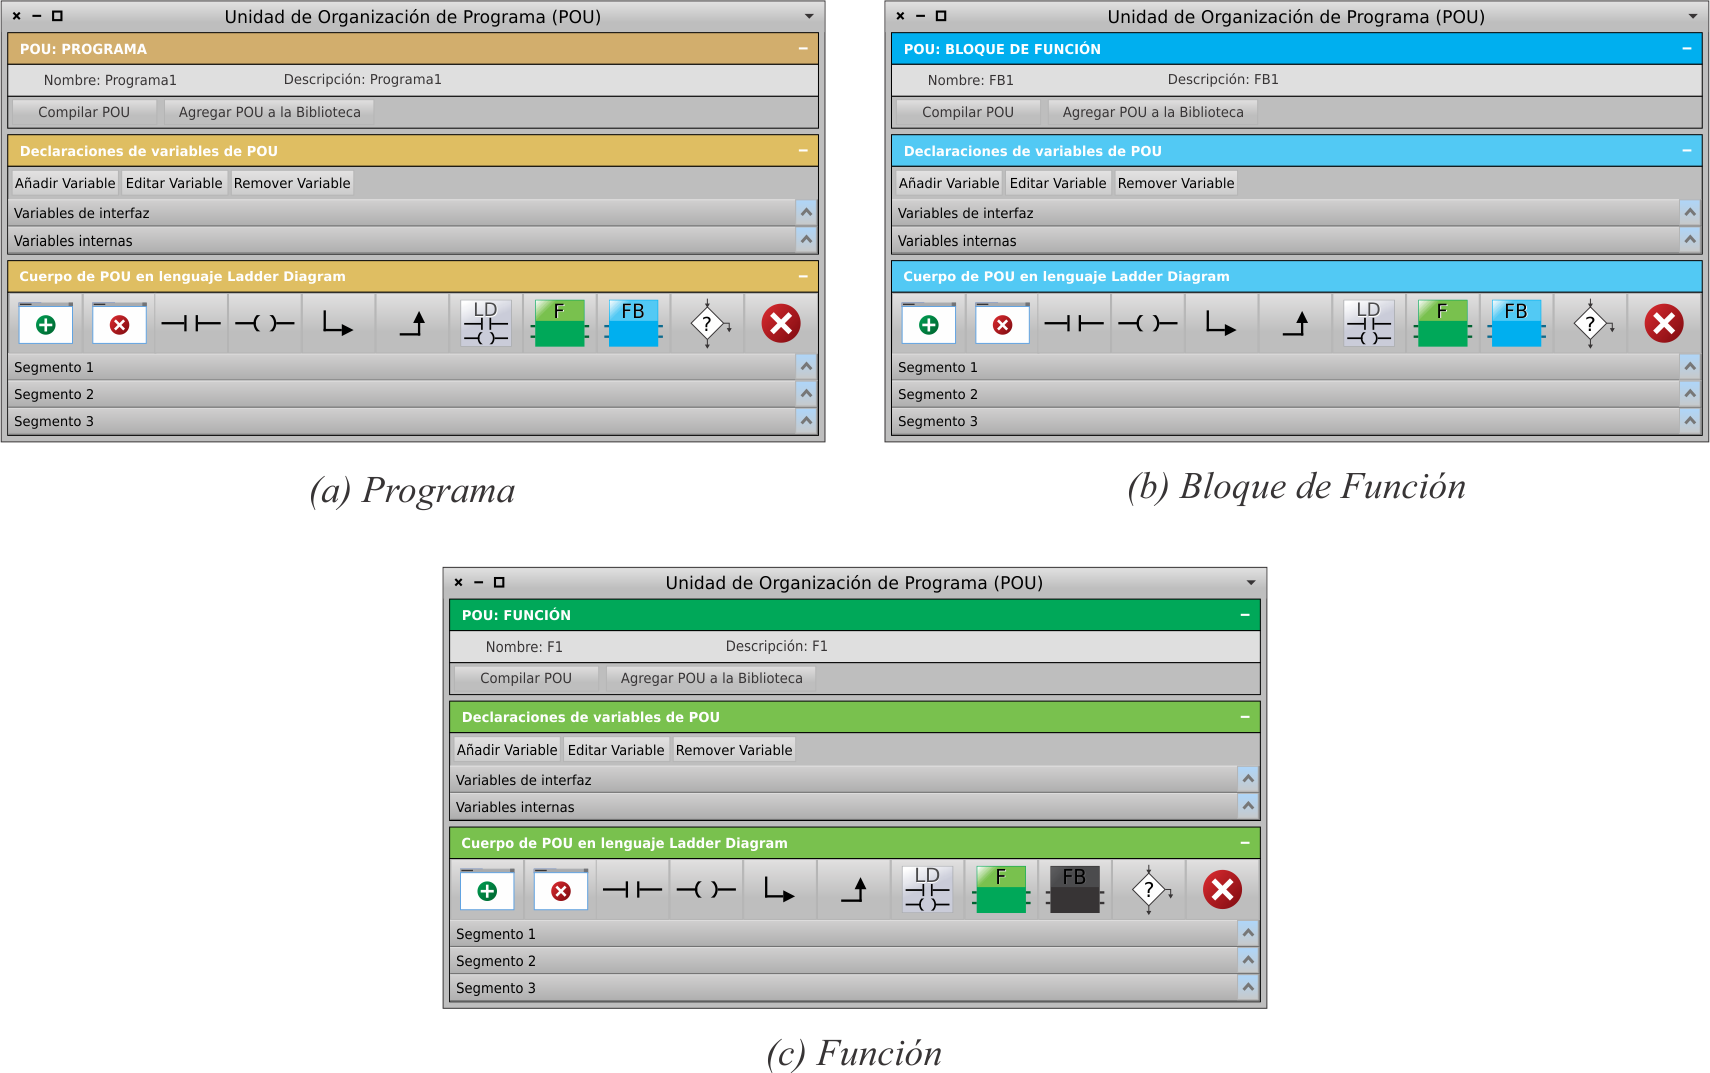 Unidad de Organización de Programa (POU)
POU: PROGRAMA
Nombre: Programa1 Descripción: Programa1
Compilar POU Agregar POU a la Biblioteca
Declaraciones de variables de POU
Añadir Variable Editar Variable Remover Variable
Variables de interfaz
Variables internas
Cuerpo de POU en lenguaje Ladder Diagram
LD F FB ?
Segmento 1
Segmento 2
Segmento 3
(a) Programa
Unidad de Organización de Programa (POU)
POU: BLOQUE DE FUNCIÓN
Nombre: FB1 Descripción: FB1
Compilar POU Agregar POU a la Biblioteca
Declaraciones de variables de POU
Añadir Variable Editar Variable Remover Variable
Variables de interfaz
Variables internas
Cuerpo de POU en lenguaje Ladder Diagram
LD F FB ?
Segmento 1
Segmento 2
Segmento 3
(b) Bloque de Función
Unidad de Organización de Programa (POU)
POU: FUNCIÓN
Nombre: F1 Descripción: F1
Compilar POU Agregar POU a la Biblioteca
Declaraciones de variables de POU
Añadir Variable Editar Variable Remover Variable
Variables de interfaz
Variables internas
Cuerpo de POU en lenguaje Ladder Diagram
LD F FB ?
Segmento 1
Segmento 2
Segmento 3
(c) Función